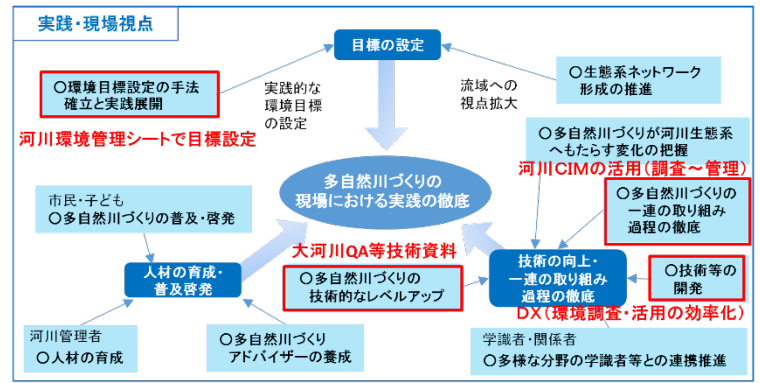 実践・現場視点
目標の設定
〇環境目標設定の手法
確立と実践展開
実践的な
環境目標
の設定
流域への
視点拡大
〇生態系ネットワーク
形成の推進
河川環境管理シートで目標設定
〇多自然川づくりが河川生態系
へもたらす変化の把握
河川CIMの活用(調査~管理)
多自然川づくりの
現場における実践の徹底
〇多自然川づくりの
一連の取り組み
過程の徹底
市民・子ども
〇多自然川づくりの普及・啓発
大河川QA等技術資料
人材の育成・
普及啓発
〇多自然川づくりの
技術的なレベルアップ
技術の向上・
一連の取り組み
過程の徹底
〇技術等の
開発
DX(環境調査・活用の効率化)
河川管理者
〇人材の育成
〇多自然川づくり
アドバイザーの養成
学識者・関係者
〇多様な分野の学識者等との連携推進